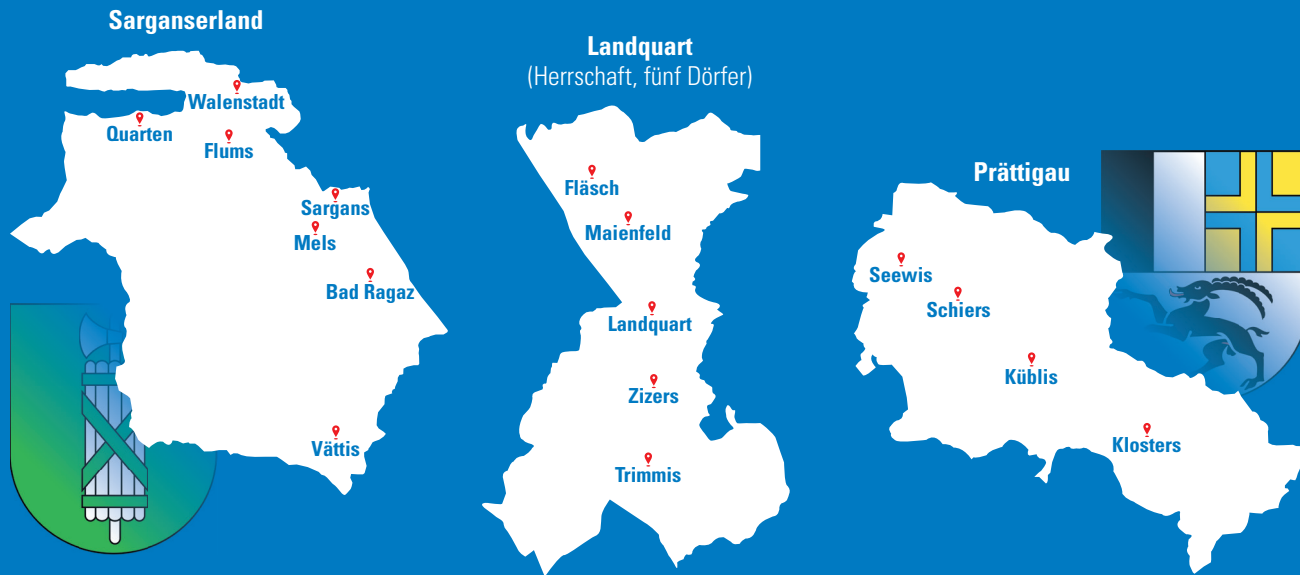 Sarganserland
Walenstadt
Quarten
Flums
Sargans
Mels
Bad Ragaz
Vättis
Landquart
(Herrschaft, fünf Dörfer)
Fläsch
Maienfeld
Landquart
Zizers
Trimmis
Prättigau
Seewis
Schiers
Küblis
Klosters